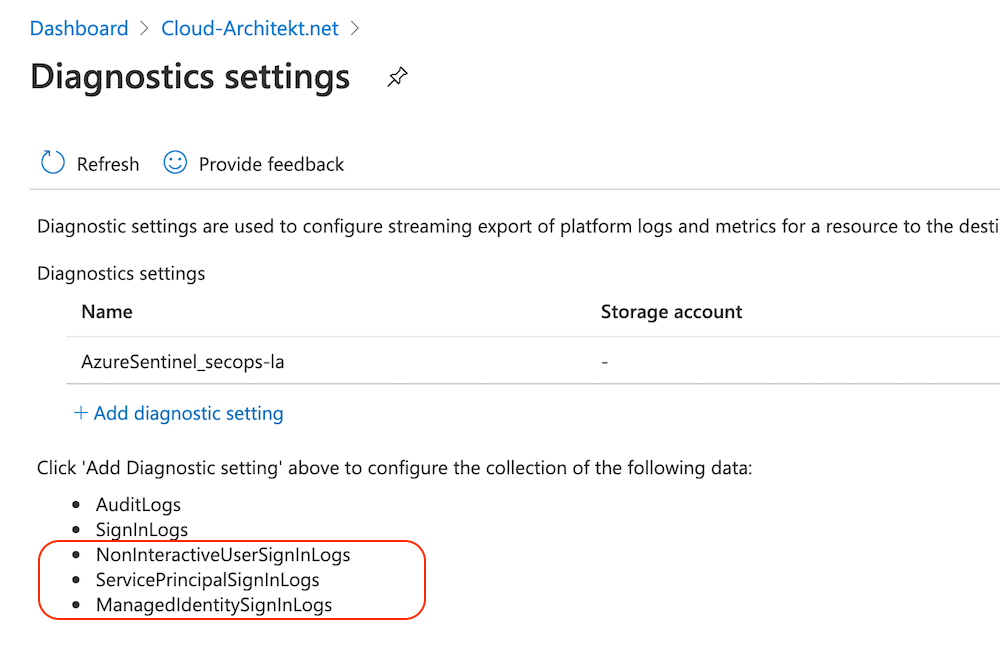 Dashboard > Cloud-Architekt.net >
Diagnostics settings
Refresh Provide feedback
Diagnostic settings are used to configure streaming export of platform logs and metrics for a resource to the desti
Diagnostics settings
Name Storage account
AzureSentinel_secops-la -
+ Add diagnostic setting
Click 'Add Diagnostic setting' above to configure the collection of the following data:
• AuditLogs
• SignInLogs
• NonInteractiveUserSignInLogs
• ServicePrincipalSignInLogs
• ManagedIdentitySignInLogs